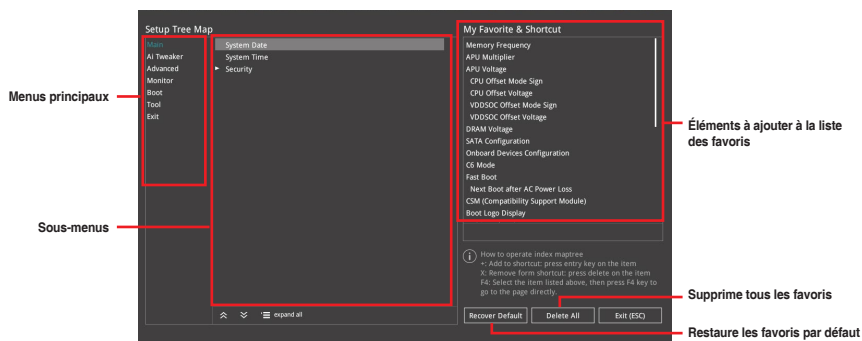 Setup Tree Map
Main
Ai Tweaker
Advanced
Monitor
Boot
Tool
Exit
System Date
System Time
Security
expand all
My Favorite & Shortcut
Memory Frequency
APU Multiplier
APU Voltage
CPU Offset Mode Sign
CPU Offset Voltage
VDDSOC Offset Mode Sign
VDDSOC Offset Voltage
DRAM Voltage
SATA Configuration
Onboard Devices Configuration
C6 Mode
Fast Boot
Next Boot after AC Power Loss
CSM (Compatibility Support Module)
Boot Logo Display
How to operate index maptree
+: Add to shortcut: press entry key on the item
X: Remove form shortcut: press delete on the item
F4: Select the item listed above, then press F4 key to
go to the page directly.
Recover Default
Delete All
Exit (ESC)
Menus principaux
Sous-menus
Éléments à ajouter à la liste
des favoris
Supprime tous les favoris
Restaure les favoris par défaut